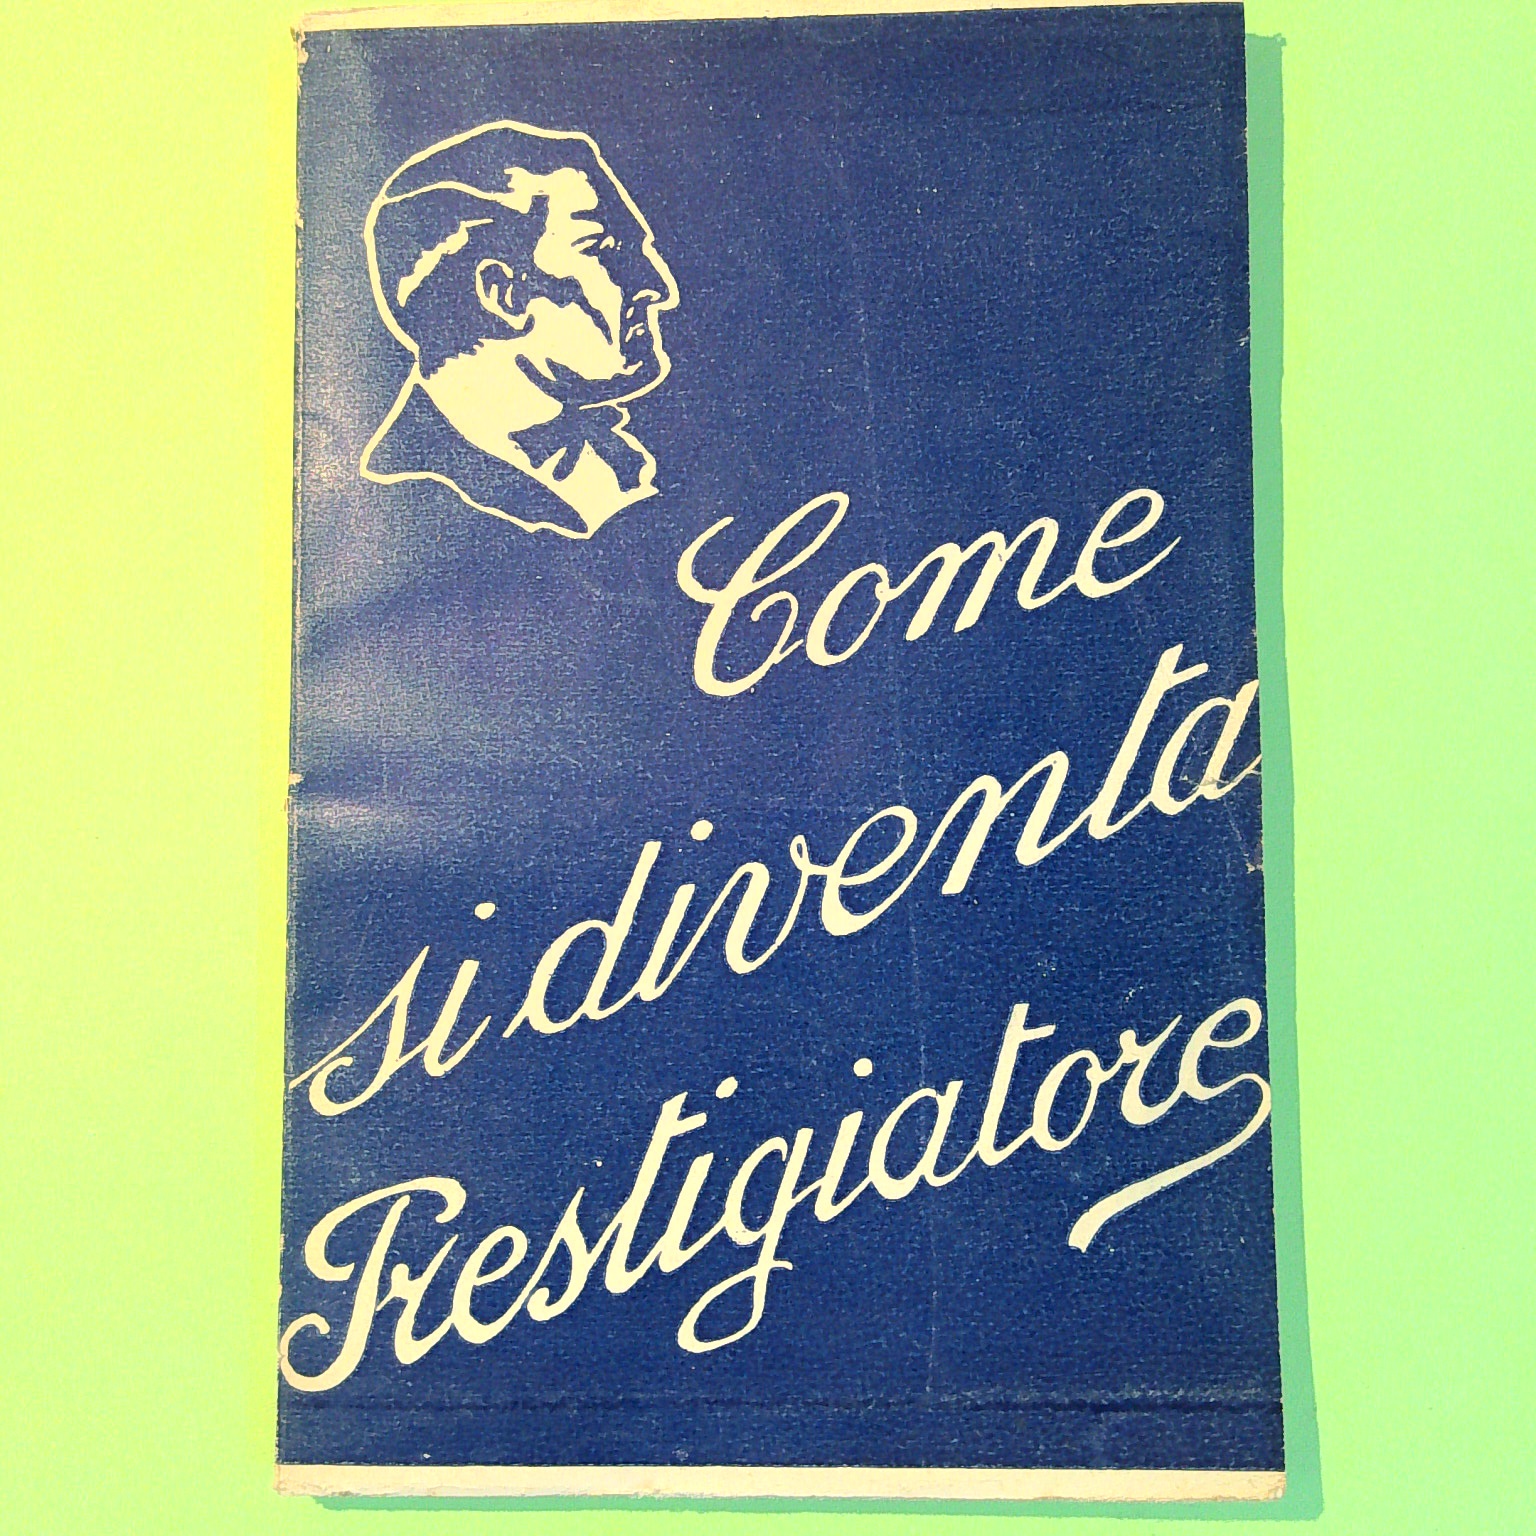 Come
si diventa
Prestigiatore